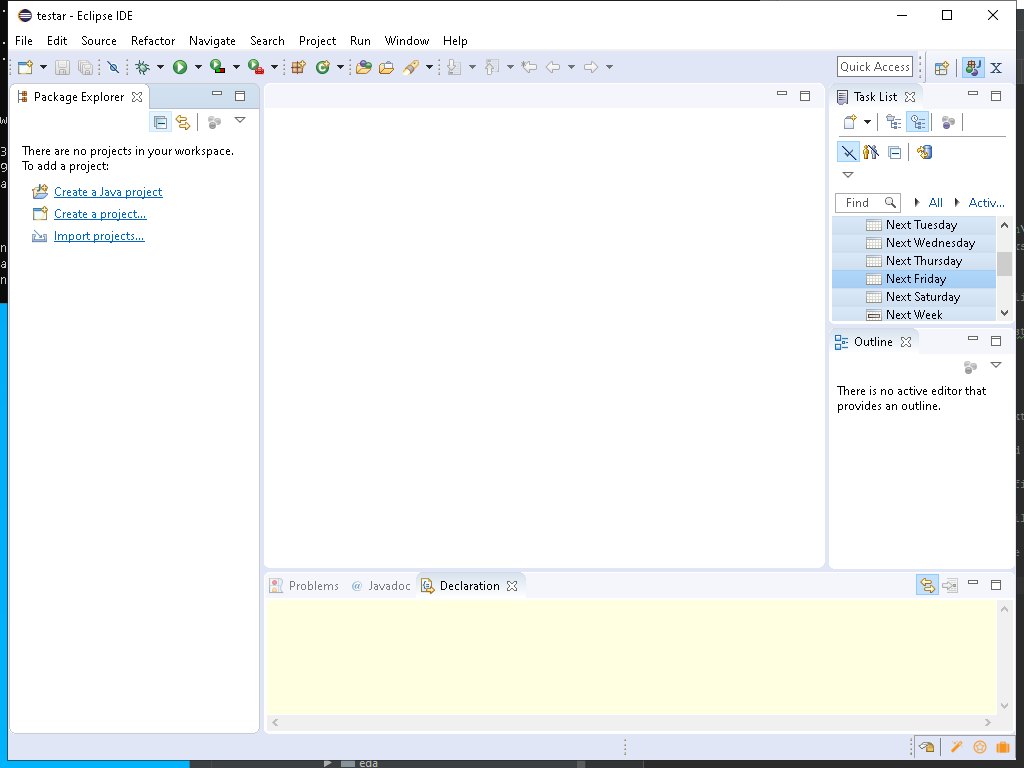 testar - Eclipse IDE
File Edit Source Refactor Navigate Search Project Run Window Help
Quick Access
Package Explorer
There are no projects in your workspace.
To add a project:
Create a Java project
Create a project...
Import projects...
Task List
Find All Activ...
Next Tuesday
Next Wednesday
Next Thursday
Next Friday
Next Saturday
Next Week
Outline
There is no active editor that
provides an outline.
Problems @ Javadoc Declaration
eda